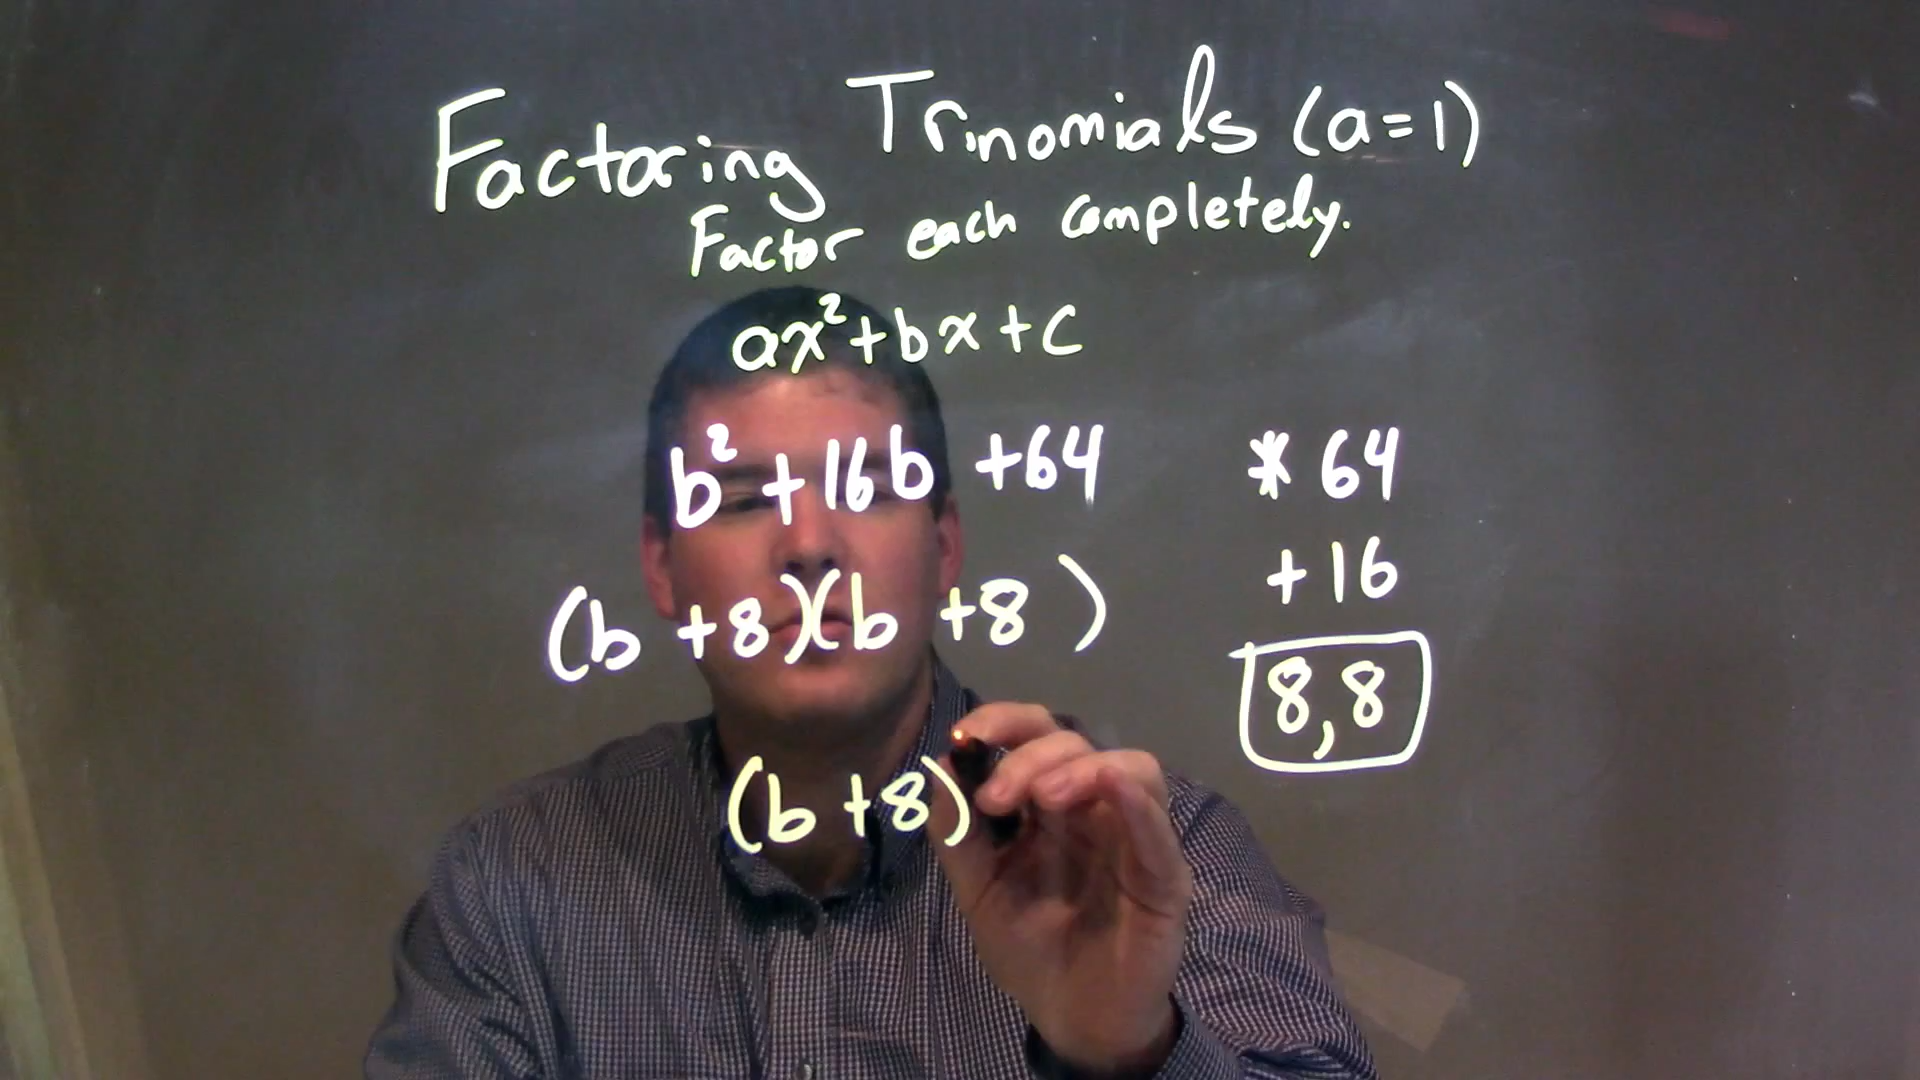 Factoring Trinomials (a=1)
Factor each completely.
ax²+bx+c
b²+16b+64
* 64
+16
(b +8)(b +8)
8,8
(b+8)